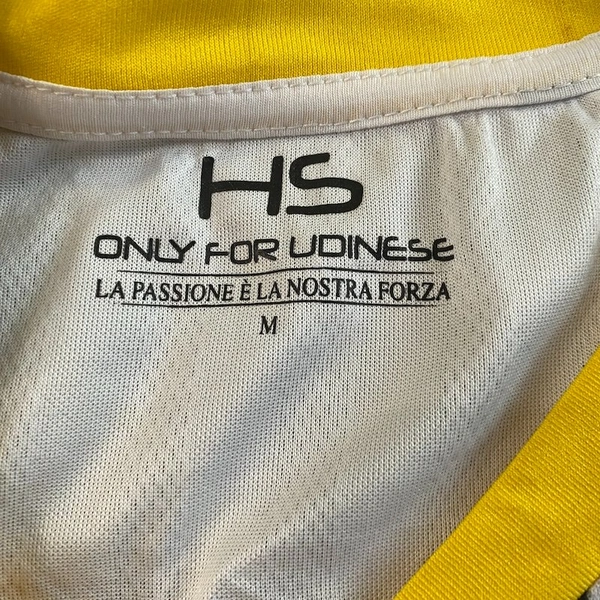 HS
ONLY FOR UDINESE
LA PASSIONE È LA NOSTRA FORZA
M